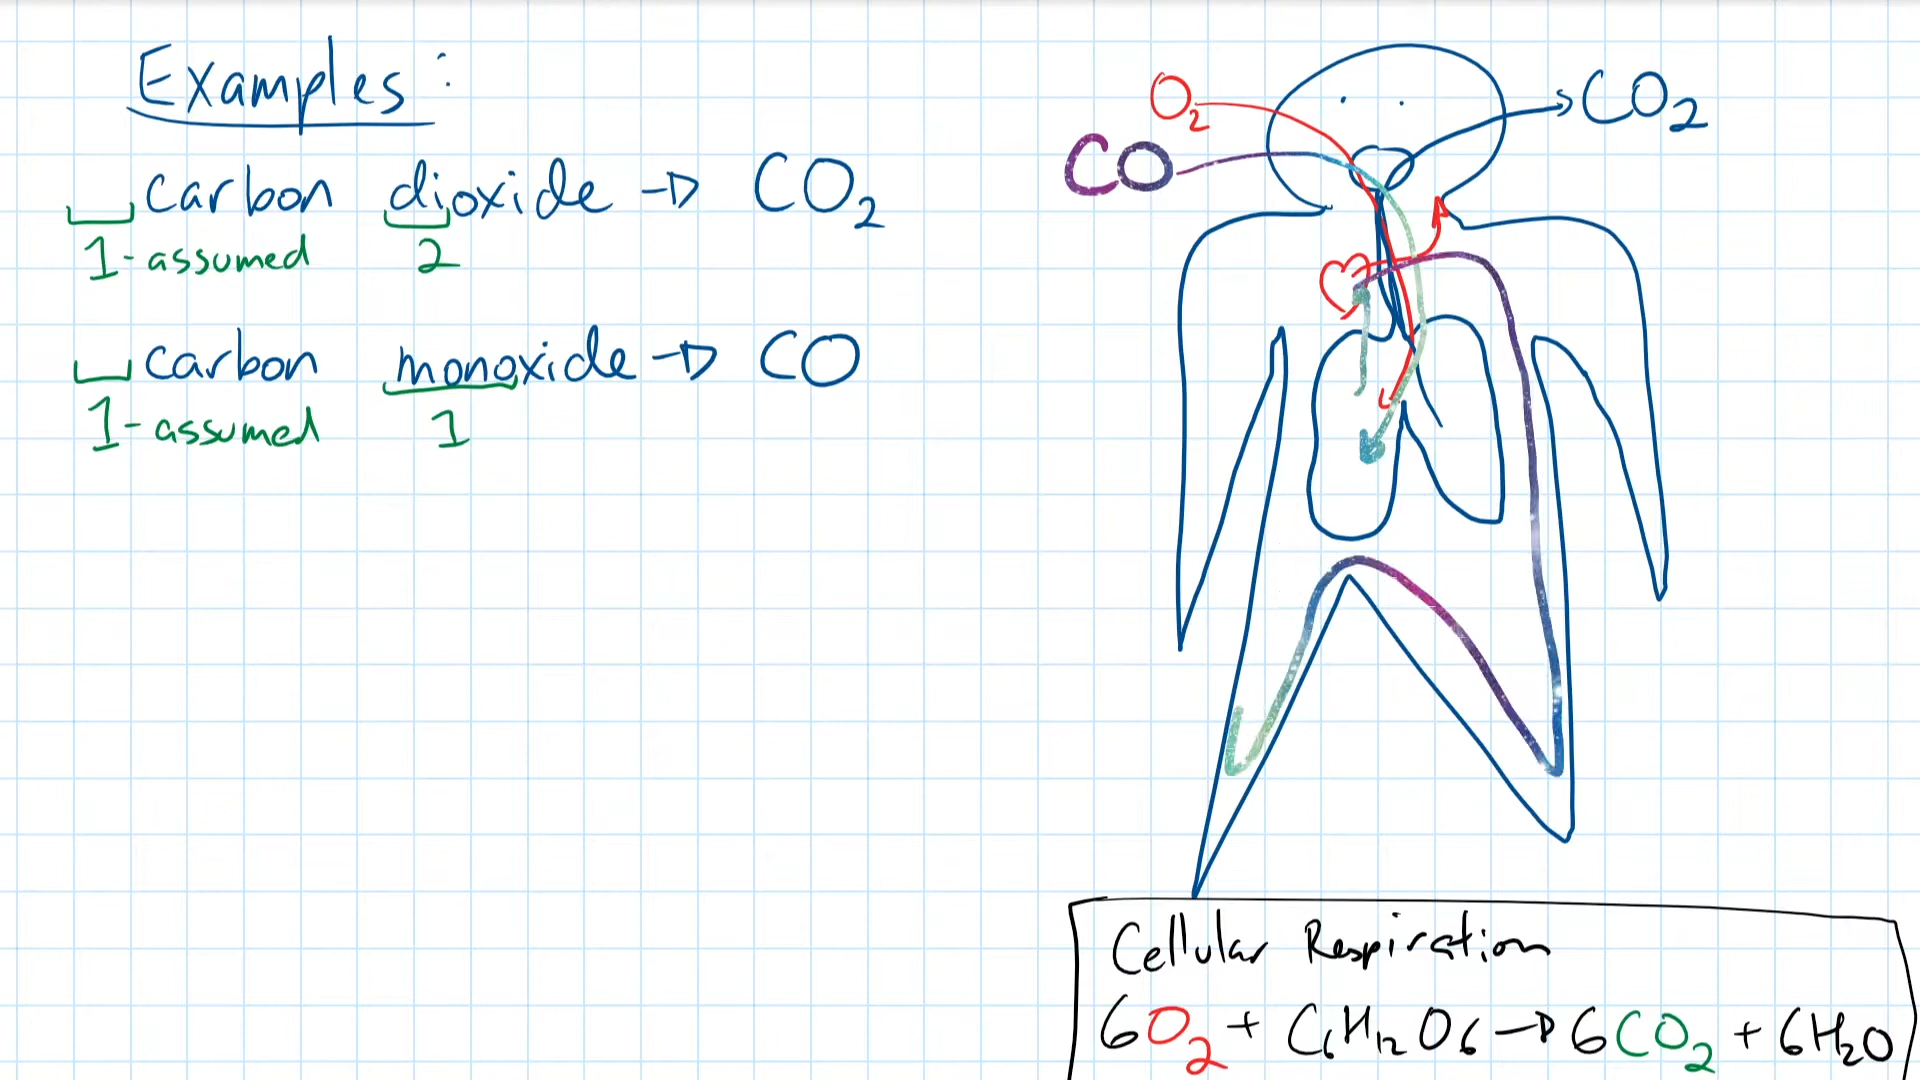 Examples:
carbon dioxide → CO₂
1-assumed 2
carbon monoxide → CO
1-assumed 1
O₂
CO₂
CO
Cellular Respiration
6O₂ + C₆H₁₂O₆ → 6CO₂ + 6H₂O